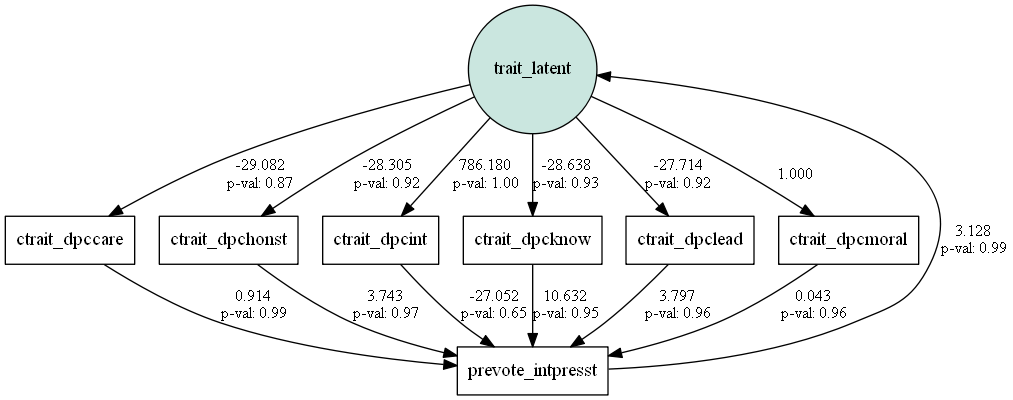 trait_latent
-29.082
p-val: 0.87
-28.305
p-val: 0.92
786.180
p-val: 1.00
-28.638
p-val: 0.93
-27.714
p-val: 0.92
1.000
ctrait_dpccare
ctrait_dpchonst
ctrait_dpcint
ctrait_dpcknow
ctrait_dpclead
ctrait_dpcmoral
3.128
p-val: 0.99
0.914
p-val: 0.99
3.743
p-val: 0.97
-27.052
p-val: 0.65
10.632
p-val: 0.95
3.797
p-val: 0.96
0.043
p-val: 0.96
prevote_intpresst